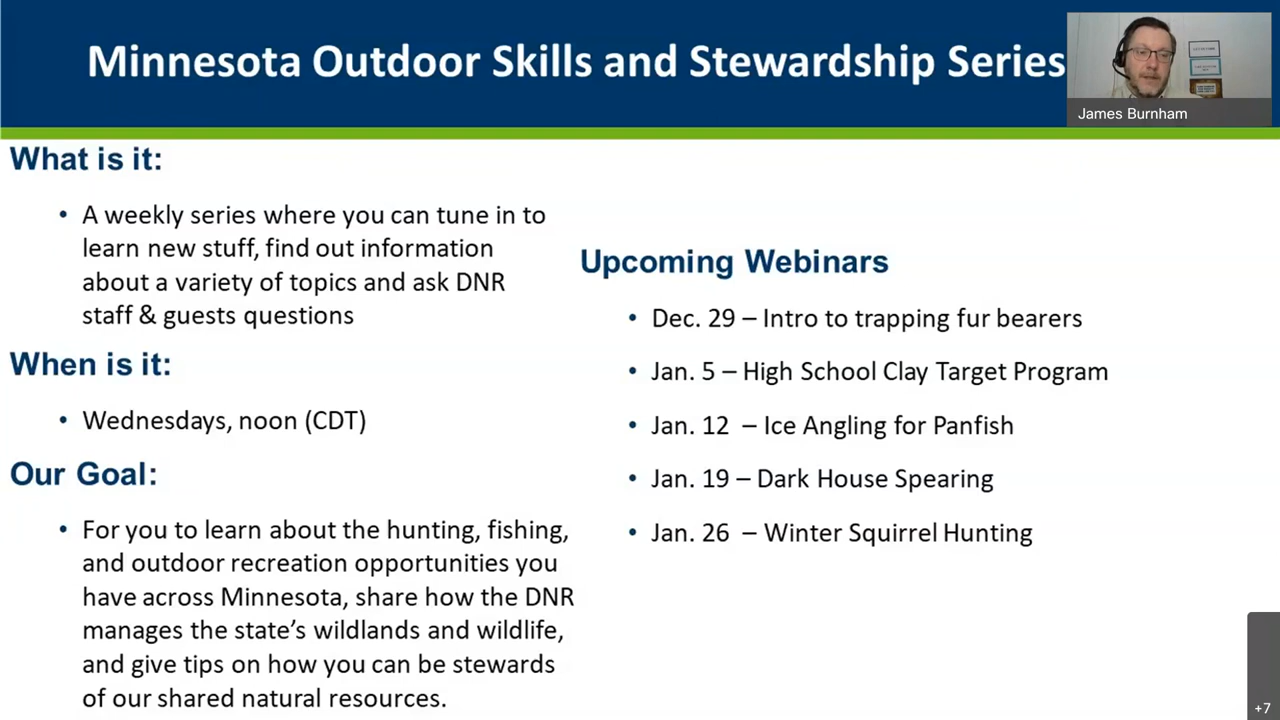 Minnesota Outdoor Skills and Stewardship Series
James Burnham
What is it:
• A weekly series where you can tune in to
learn new stuff, find out information
about a variety of topics and ask DNR
staff & guests questions
When is it:
• Wednesdays, noon (CDT)
Our Goal:
• For you to learn about the hunting, fishing,
and outdoor recreation opportunities you
have across Minnesota, share how the DNR
manages the state's wildlands and wildlife,
and give tips on how you can be stewards
of our shared natural resources.
Upcoming Webinars
• Dec. 29 – Intro to trapping fur bearers
• Jan. 5 – High School Clay Target Program
• Jan. 12 – Ice Angling for Panfish
• Jan. 19 – Dark House Spearing
• Jan. 26 – Winter Squirrel Hunting
+7